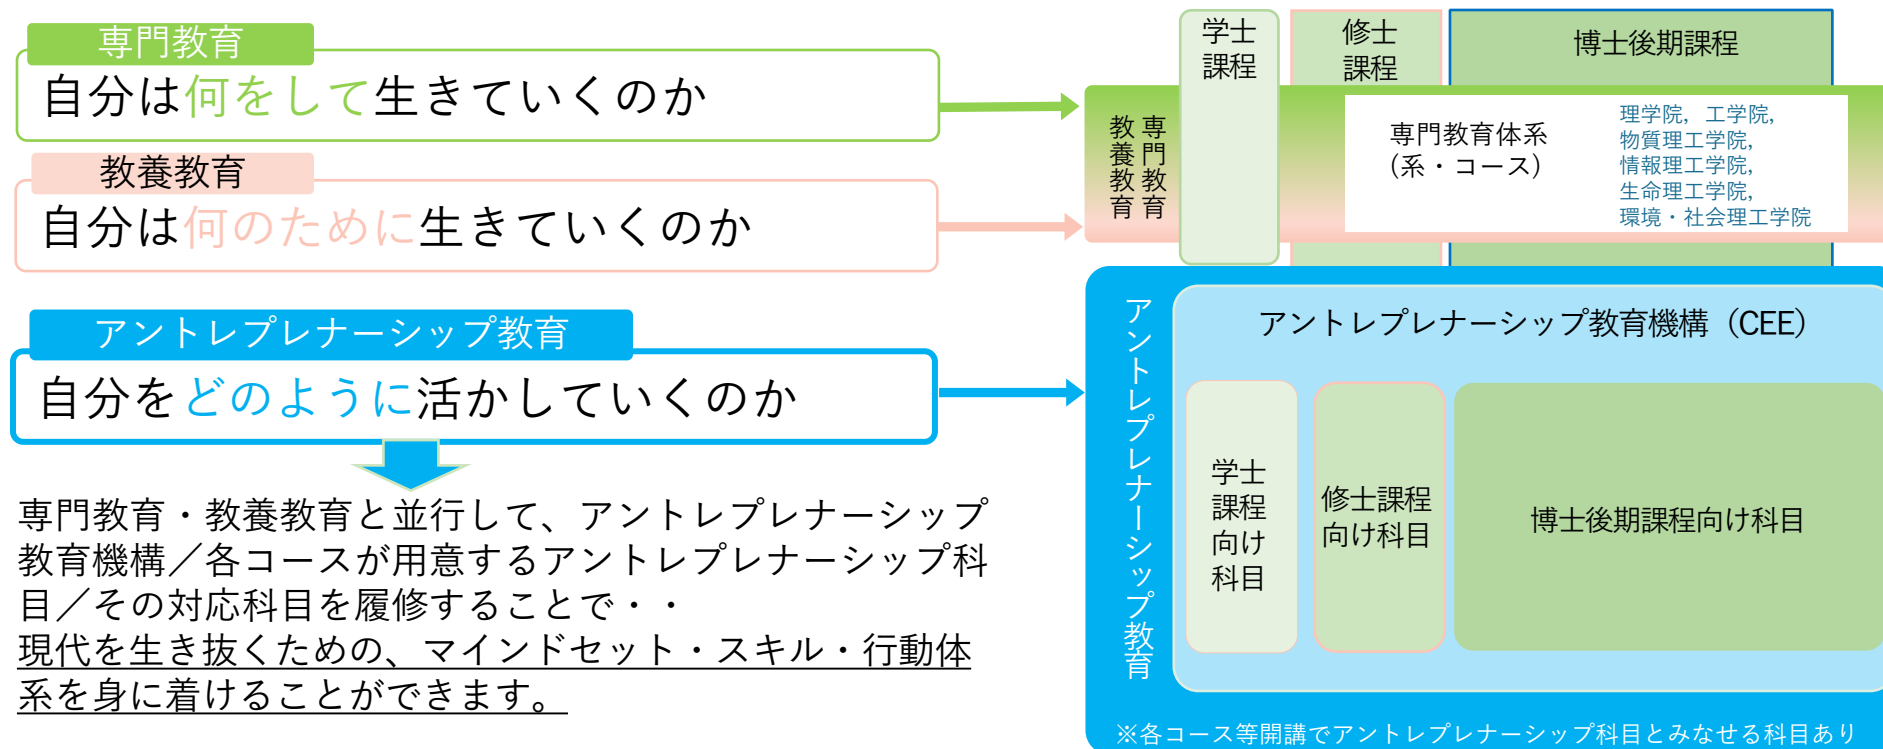 専門教育
自分は何をして生きていくのか
教養教育
自分は何のために生きていくのか
アントレプレナーシップ教育
自分をどのように活かしていくのか
専門教育・教養教育と並行して、アントレプレナーシップ
教育機構／各コースが用意するアントレプレナーシップ科
目／その対応科目を履修することで・・
現代を生き抜くための、マインドセット・スキル・行動体
系を身に着けることができます。
学士
課程
修士
課程
博士後期課程
専門教育
教養教育
専門教育体系
(系・コース)
理学院，工学院，
物質理工学院，
情報理工学院，
生命理工学院，
環境・社会理工学院
アントレプレナーシップ教育
アントレプレナーシップ教育機構（CEE）
学士
課程
向け
科目
修士課程
向け科目
博士後期課程向け科目
※各コース等開講でアントレプレナーシップ科目とみなせる科目あり